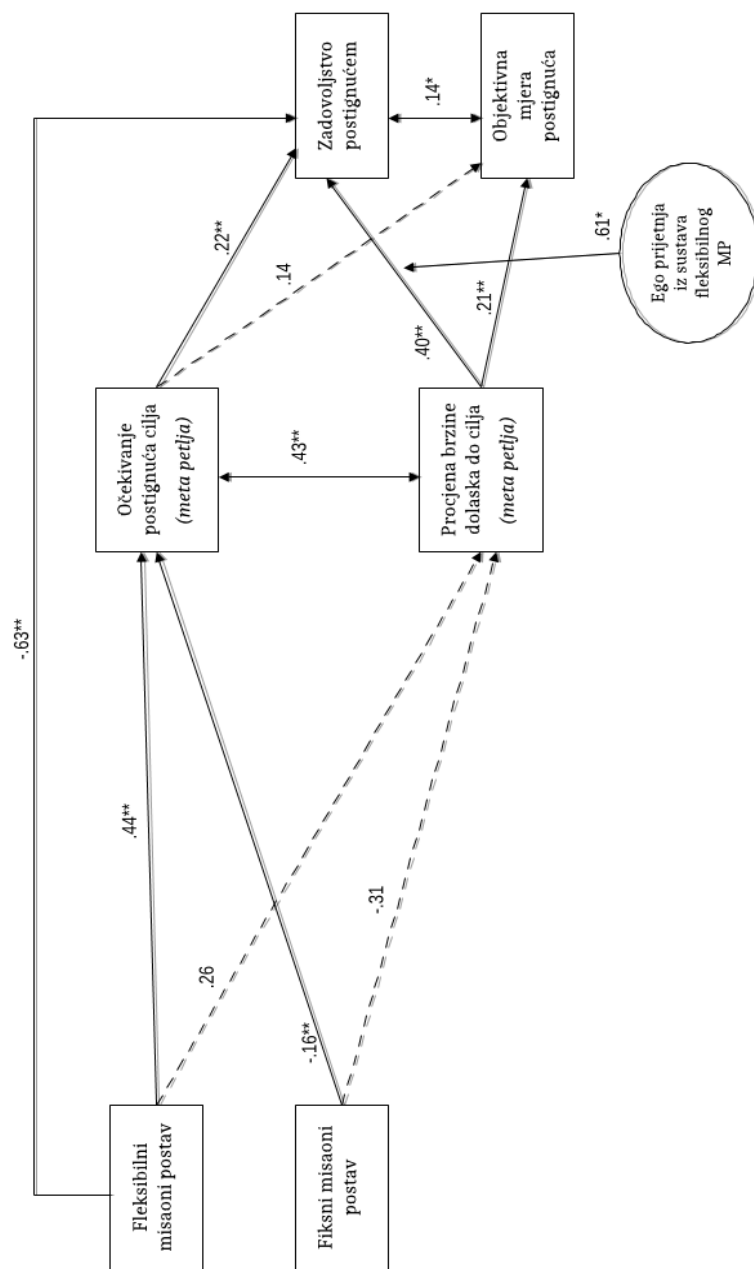 -.63**
Fleksibilni
misaoni postav
Fiksni misaoni
postav
.44**
.26
-.16**
-.31
Očekivanje
postignuća cilja
(meta petlja)
.43**
Procjena brzine
dolaska do cilja
(meta petlja)
.22**
.14
.40**
.21**
Zadovoljstvo
postignućem
.14*
Objektivna
mjera
postignuća
.61*
Ego prijetnja
iz sustava
fleksibilnog
MP